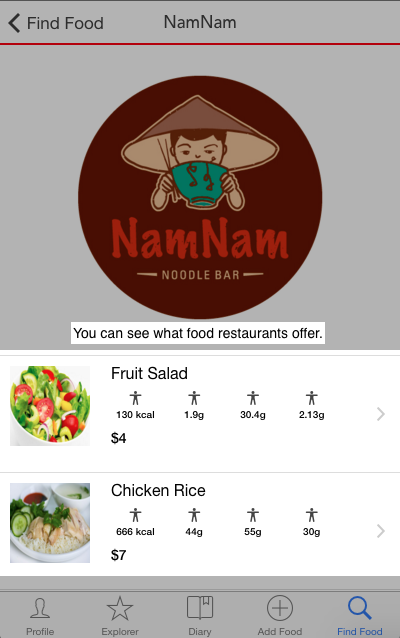 Find Food
NamNam
NamNam
NOODLE BAR
You can see what food restaurants offer.
Fruit Salad
130 kcal 1.9g 30.4g 2.13g
$4
Chicken Rice
666 kcal 44g 55g 30g
$7
Profile Explorer Diary Add Food Find Food